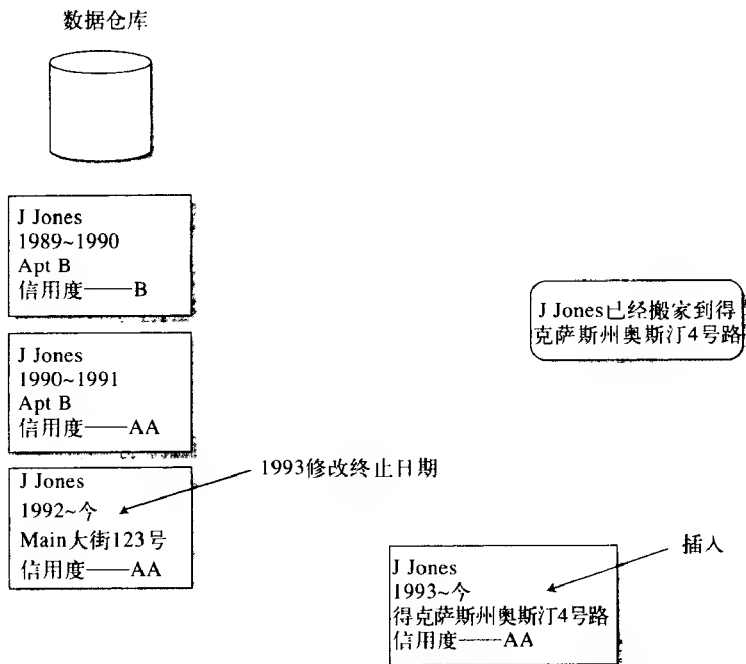 数据仓库
J Jones
1989~1990
Apt B
信用度——B
J Jones已经搬家到得
克萨斯州奥斯汀4号路
J Jones
1990~1991
Apt B
信用度——AA
J Jones
1992~今
Main大街123号
信用度——AA
1993修改终止日期
插入
J Jones
1993~今
得克萨斯州奥斯汀4号路
信用度——AA